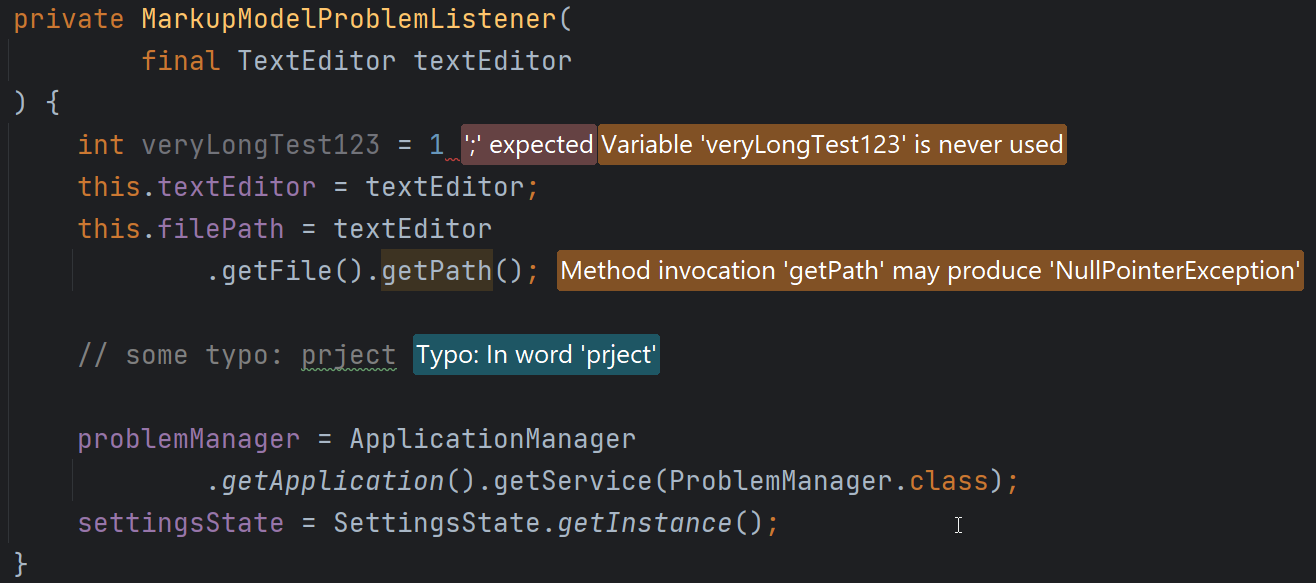 private MarkupModelProblemListener(
final TextEditor textEditor
) {
int veryLongTest123 = 1 ';' expected Variable 'veryLongTest123' is never used
this.textEditor = textEditor;
this.filePath = textEditor
.getFile().getPath(); Method invocation 'getPath' may produce 'NullPointerException'
// some typo: prject Typo: In word 'prject'
problemManager = ApplicationManager
.getApplication().getService(ProblemManager.class);
settingsState = SettingsState.getInstance();
}